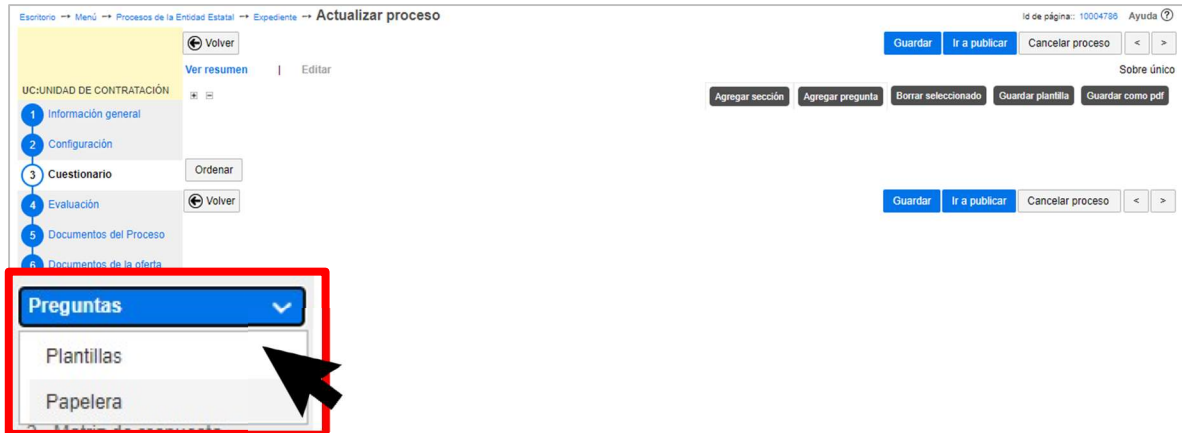 Escritorio → Menú → Procesos de la Entidad Estatal → Expediente → Actualizar proceso
Id de página:: 10004786 Ayuda ?
Volver
Guardar Ir a publicar Cancelar proceso < >
Ver resumen | Editar
Sobre único
UC:UNIDAD DE CONTRATACIÓN
Agregar sección Agregar pregunta Borrar seleccionado Guardar plantilla Guardar como pdf
1 Información general
2 Configuración
3 Cuestionario
Ordenar
4 Evaluación
Volver
Guardar Ir a publicar Cancelar proceso < >
5 Documentos del Proceso
6 Documentos de la oferta
Preguntas
Plantillas
Papelera